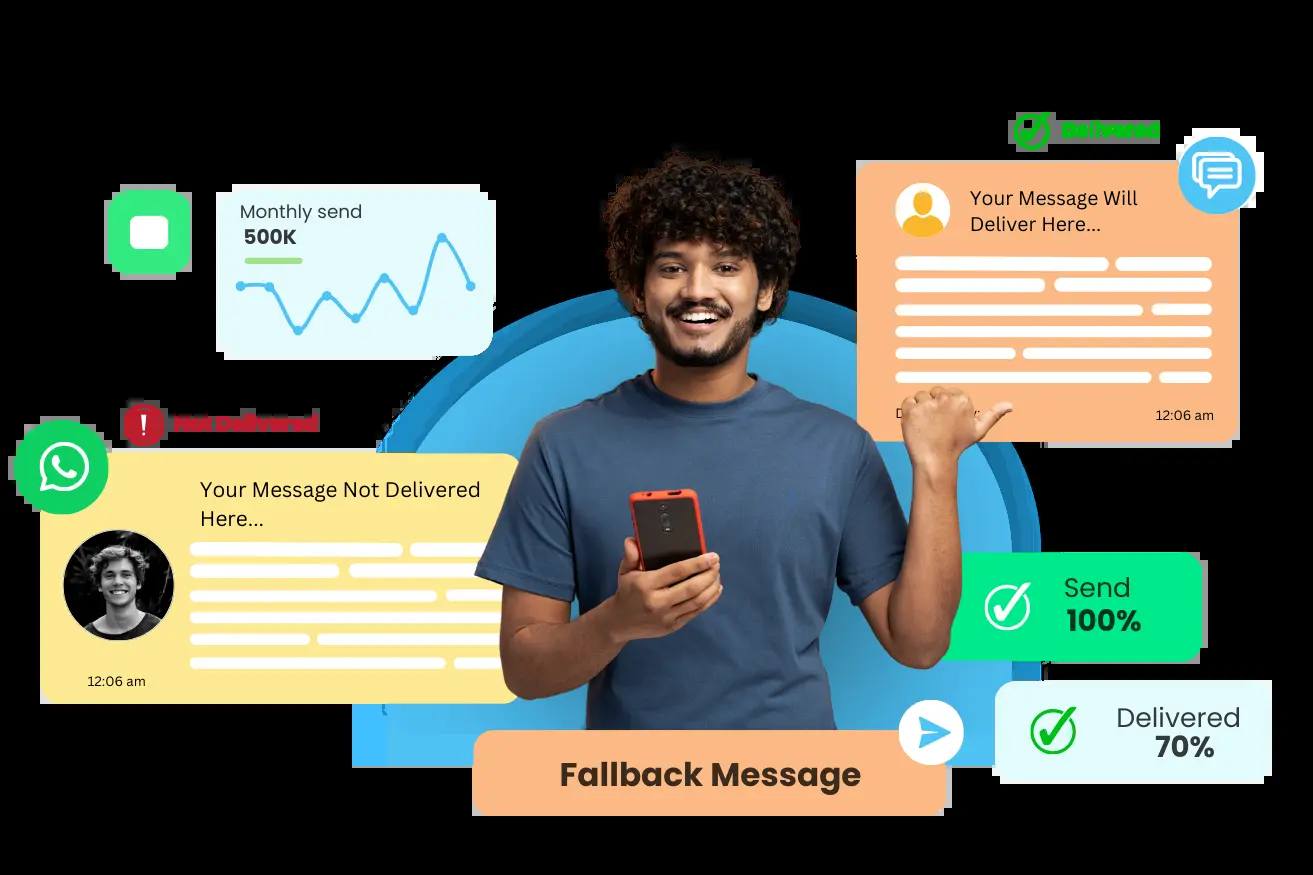 Delivered
Your Message Will
Deliver Here...
12:06 am
Monthly send
500K
Not Delivered
Your Message Not Delivered
Here...
12:06 am
Send
100%
Delivered
70%
Fallback Message